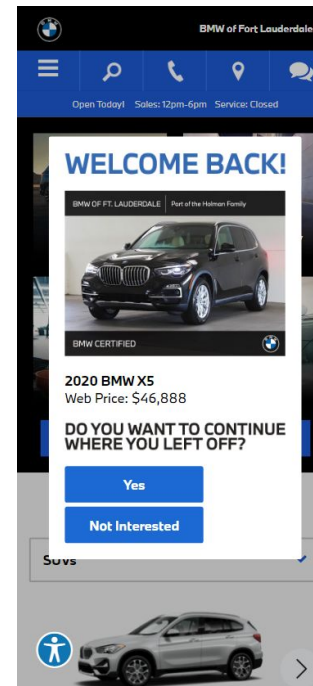 BMW of Fort Lauderdale
Open Today! Sales: 12pm-6pm Service: Closed
WELCOME BACK!
BMW OF FT. LAUDERDALE Part of the Holman Family
BMW CERTIFIED
2020 BMW X5
Web Price: $46,888
DO YOU WANT TO CONTINUE
WHERE YOU LEFT OFF?
Yes
Not Interested
SUVs